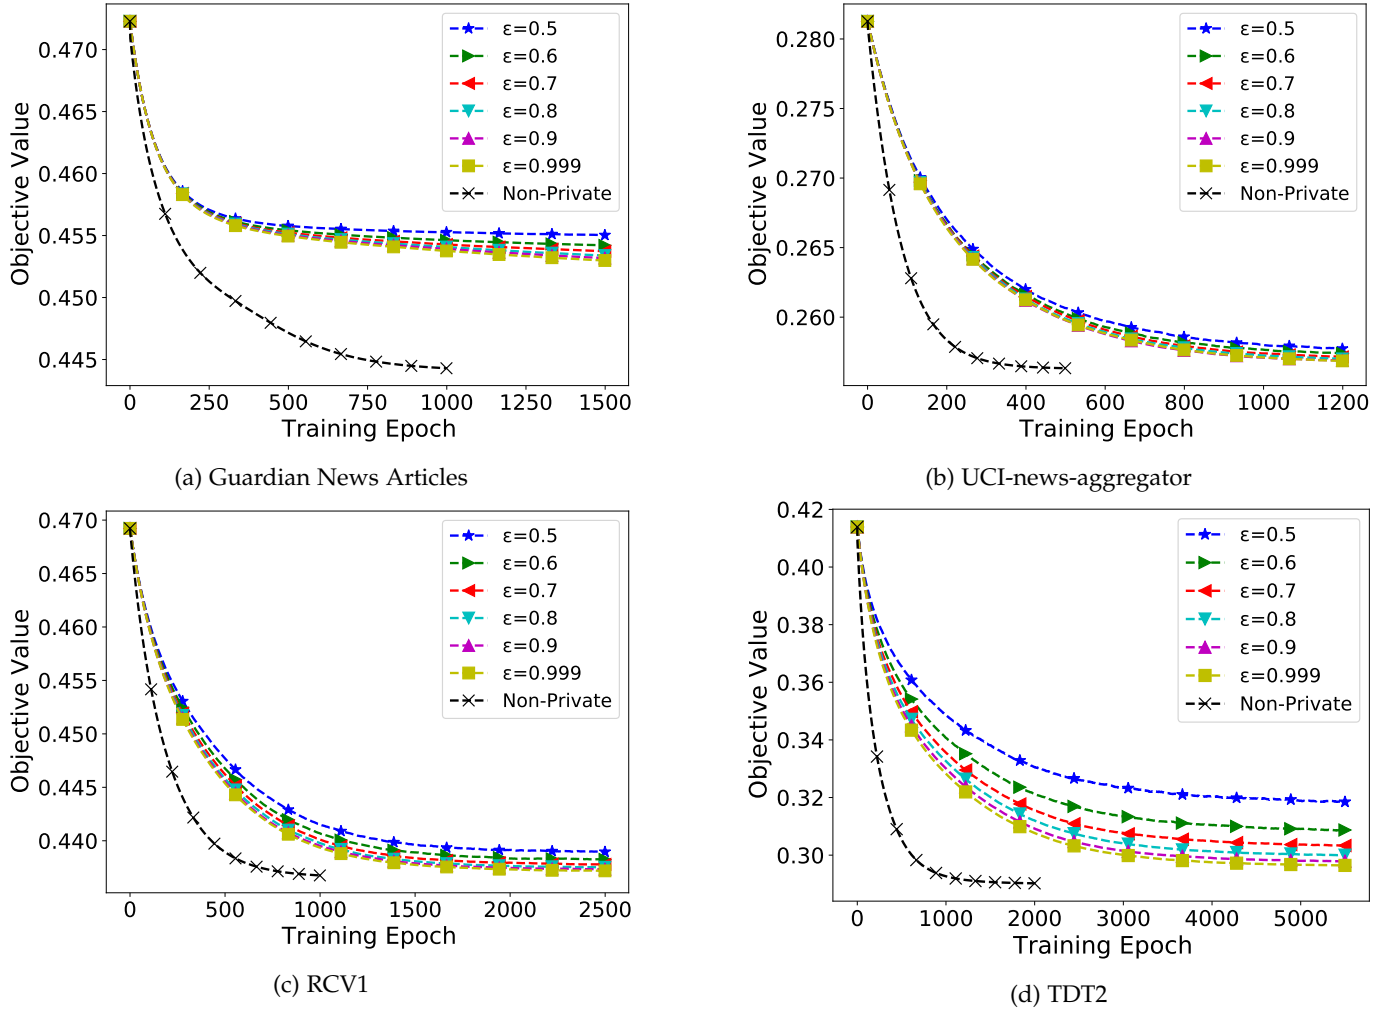 0.470
0.465
0.460
0.455
0.450
0.445
Objective Value
0 250 500 750 1000 1250 1500
Training Epoch
ε=0.5
ε=0.6
ε=0.7
ε=0.8
ε=0.9
ε=0.999
Non-Private
(a) Guardian News Articles
0.280
0.275
0.270
0.265
0.260
Objective Value
0 200 400 600 800 1000 1200
Training Epoch
ε=0.5
ε=0.6
ε=0.7
ε=0.8
ε=0.9
ε=0.999
Non-Private
(b) UCI-news-aggregator
0.470
0.465
0.460
0.455
0.450
0.445
0.440
Objective Value
0 500 1000 1500 2000 2500
Training Epoch
ε=0.5
ε=0.6
ε=0.7
ε=0.8
ε=0.9
ε=0.999
Non-Private
(c) RCV1
0.42
0.40
0.38
0.36
0.34
0.32
0.30
Objective Value
0 1000 2000 3000 4000 5000
Training Epoch
ε=0.5
ε=0.6
ε=0.7
ε=0.8
ε=0.9
ε=0.999
Non-Private
(d) TDT2